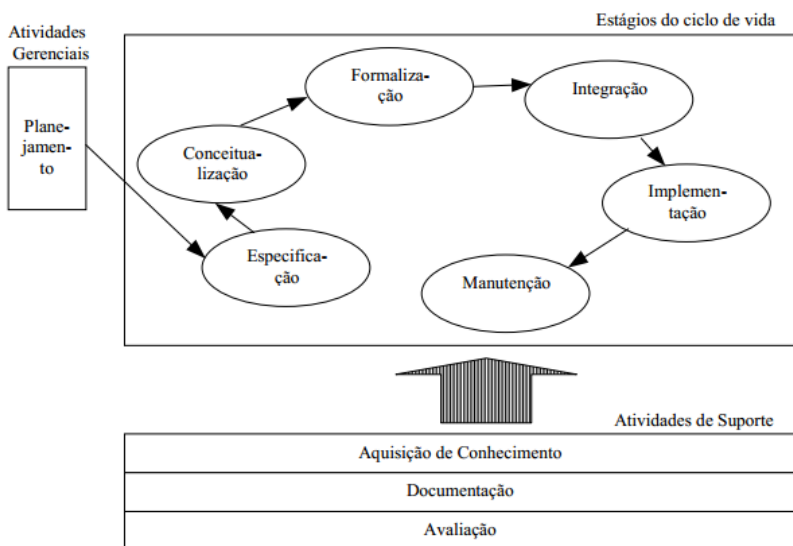 Estágios do ciclo de vida
Atividades
Gerenciais
Plane-
jamen-
to
Formaliza-
ção
Integração
Conceitua-
lização
Implemen-
tação
Especifica-
ção
Manutenção
Atividades de Suporte
Aquisição de Conhecimento
Documentação
Avaliação